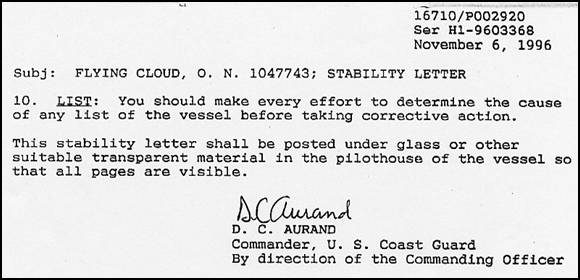 16710/P002920
Ser H1-9603368
November 6, 1996
Subj: FLYING CLOUD, O. N. 1047743; STABILITY LETTER
10. LIST: You should make every effort to determine the cause
of any list of the vessel before taking corrective action.
This stability letter shall be posted under glass or other
suitable transparent material in the pilothouse of the vessel so
that all pages are visible.
DC Aurand
D. C. AURAND
Commander, U. S. Coast Guard
By direction of the Commanding Officer